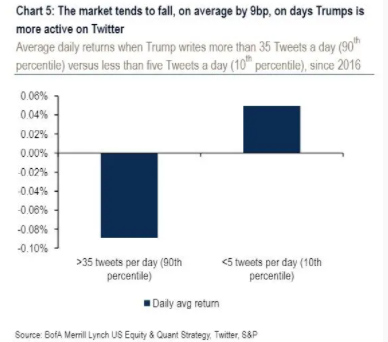 Chart 5: The market tends to fall, on average by 9bp, on days Trumps is
more active on Twitter
Average daily returns when Trump writes more than 35 Tweets a day (90th
percentile) versus less than five Tweets a day (10th percentile), since 2016
0.06%
0.04%
0.02%
0.00%
-0.02%
-0.04%
-0.06%
-0.08%
-0.10%
>35 tweets per day (90th
percentile)
<5 tweets per day (10th
percentile)
Daily avg return
Source: BofA Merrill Lynch US Equity & Quant Strategy, Twitter, S&P